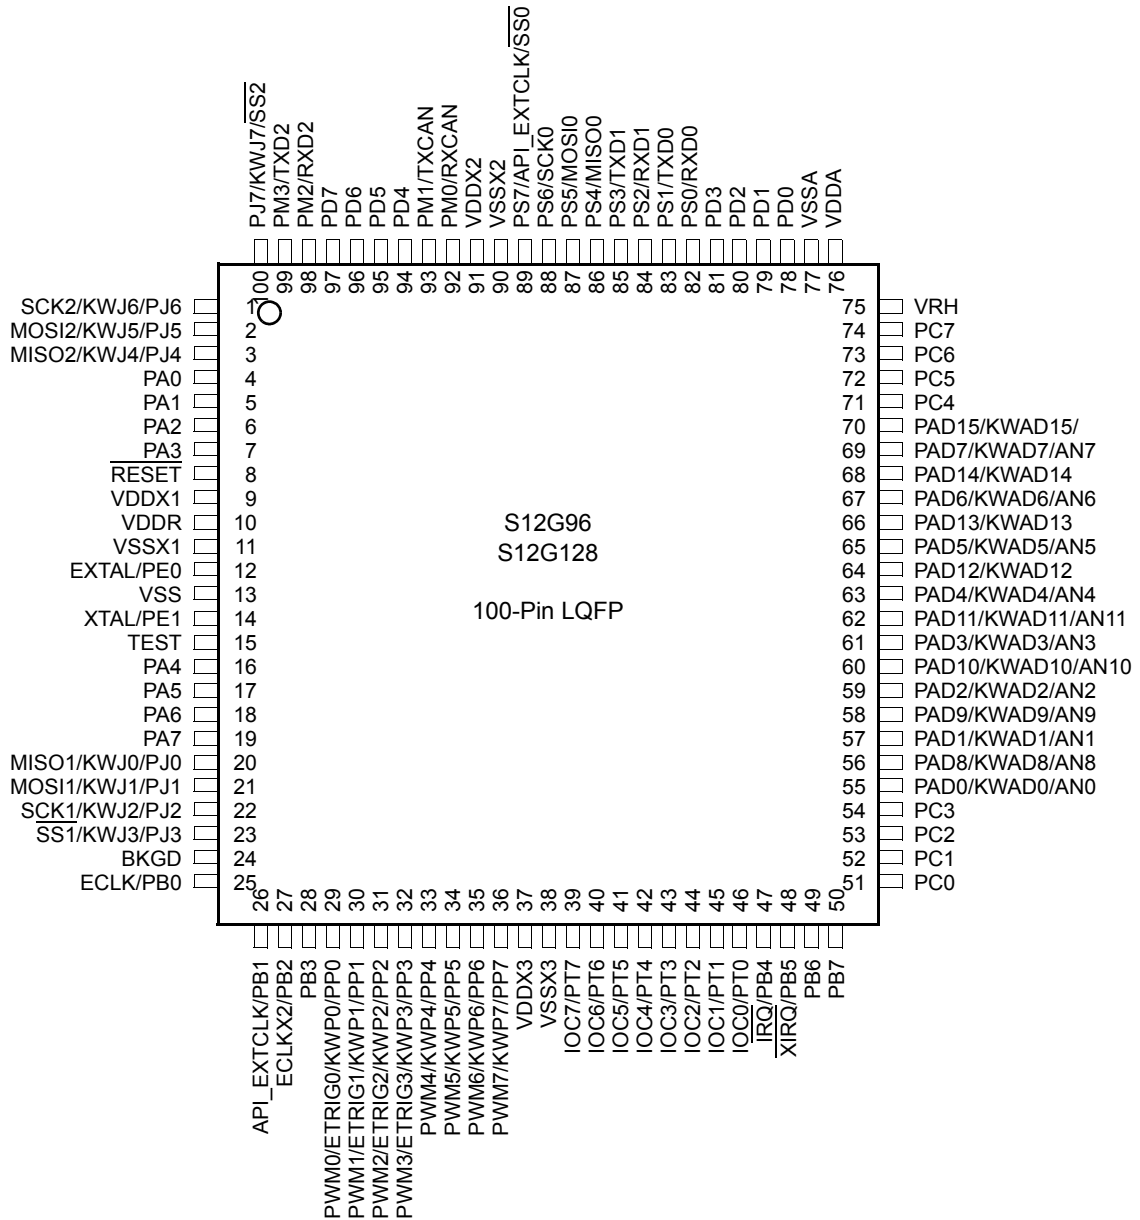 PJ7/KWJ7/SS2
PM3/TXD2
PM2/RXD2
PD7
PD6
PD5
PD4
PM1/TXCAN
PM0/RXCAN
VDDX2
VSSX2
PS7/API_EXTCLK/SS0
PS6/SCK0
PS5/MOSI0
PS4/MISO0
PS3/TXD1
PS2/RXD1
PS1/TXD0
PS0/RXD0
PD3
PD2
PD1
PD0
VSSA
VDDA
100
99
98
97
96
95
94
93
92
91
90
89
88
87
86
85
84
83
82
81
80
79
78
77
76
SCK2/KWJ6/PJ6 1
MOSI2/KWJ5/PJ5 2
MISO2/KWJ4/PJ4 3
PA0 4
PA1 5
PA2 6
PA3 7
RESET 8
VDDX1 9
VDDR 10
VSSX1 11
EXTAL/PE0 12
VSS 13
XTAL/PE1 14
TEST 15
PA4 16
PA5 17
PA6 18
PA7 19
MISO1/KWJ0/PJ0 20
MOSI1/KWJ1/PJ1 21
SCK1/KWJ2/PJ2 22
SS1/KWJ3/PJ3 23
BKGD 24
ECLK/PB0 25
S12G96
S12G128
100-Pin LQFP
75 VRH
74 PC7
73 PC6
72 PC5
71 PC4
70 PAD15/KWAD15/
69 PAD7/KWAD7/AN7
68 PAD14/KWAD14
67 PAD6/KWAD6/AN6
66 PAD13/KWAD13
65 PAD5/KWAD5/AN5
64 PAD12/KWAD12
63 PAD4/KWAD4/AN4
62 PAD11/KWAD11/AN11
61 PAD3/KWAD3/AN3
60 PAD10/KWAD10/AN10
59 PAD2/KWAD2/AN2
58 PAD9/KWAD9/AN9
57 PAD1/KWAD1/AN1
56 PAD8/KWAD8/AN8
55 PAD0/KWAD0/AN0
54 PC3
53 PC2
52 PC1
51 PC0
26
27
28
29
30
31
32
33
34
35
36
37
38
39
40
41
42
43
44
45
46
47
48
49
50
API_EXTCLK/PB1
ECLKX2/PB2
PB3
PWM0/ETRIG0/KWP0/PP0
PWM1/ETRIG1/KWP1/PP1
PWM2/ETRIG2/KWP2/PP2
PWM3/ETRIG3/KWP3/PP3
PWM4/KWP4/PP4
PWM5/KWP5/PP5
PWM6/KWP6/PP6
PWM7/KWP7/PP7
VDDX3
VSSX3
IOC7/PT7
IOC6/PT6
IOC5/PT5
IOC4/PT4
IOC3/PT3
IOC2/PT2
IOC1/PT1
IOC0/PT0
IRQ/PB4
XIRQ/PB5
PB6
PB7